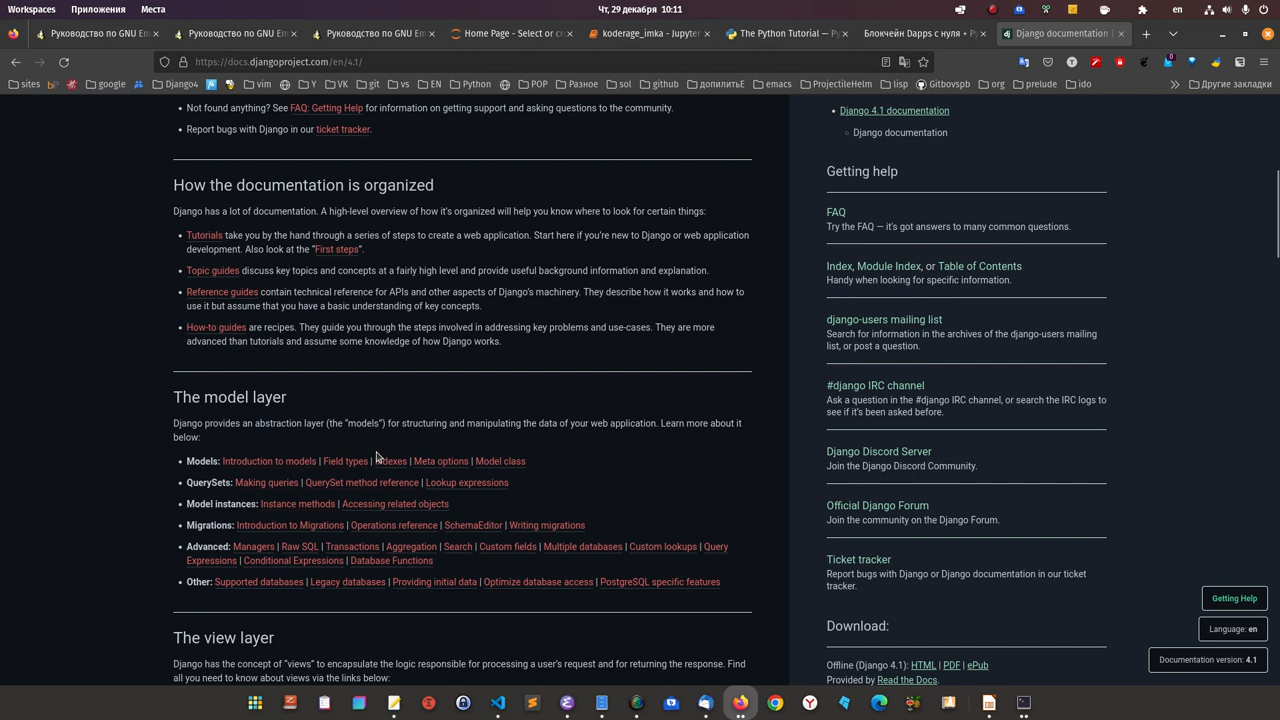 Workspaces Приложения Места Чт, 29 декабря 10:11 en
Руководство по GNU Em × Руководство по GNU Em × Руководство по GNU Em × Home Page - Select or cr × koderage_imka - Jupyter × The Python Tutorial — Py × Блокчейн Dapps с нуля × Django documentation ×
https://docs.djangoproject.com/en/4.1/
sites google Django4 vim VK git vs EN Python POP Разное sol github допилитьЕ emacs ProjectileHelm lisp Gitbovspb org prelude ido Другие закладки
• Not found anything? See FAQ: Getting Help for information on getting support and asking questions to the community.
• Report bugs with Django in our ticket tracker.
How the documentation is organized
Django has a lot of documentation. A high-level overview of how it's organized will help you know where to look for certain things:
• Tutorials take you by the hand through a series of steps to create a web application. Start here if you're new to Django or web application
development. Also look at the "First steps".
• Topic guides discuss key topics and concepts at a fairly high level and provide useful background information and explanation.
• Reference guides contain technical reference for APIs and other aspects of Django's machinery. They describe how it works and how to
use it but assume that you have a basic understanding of key concepts.
• How-to guides are recipes. They guide you through the steps involved in addressing key problems and use-cases. They are more
advanced than tutorials and assume some knowledge of how Django works.
The model layer
Django provides an abstraction layer (the "models") for structuring and manipulating the data of your web application. Learn more about it
below:
• Models: Introduction to models | Field types | Indexes | Meta options | Model class
• QuerySets: Making queries | QuerySet method reference | Lookup expressions
• Model instances: Instance methods | Accessing related objects
• Migrations: Introduction to Migrations | Operations reference | SchemaEditor | Writing migrations
• Advanced: Managers | Raw SQL | Transactions | Aggregation | Search | Custom fields | Multiple databases | Custom lookups | Query
Expressions | Conditional Expressions | Database Functions
• Other: Supported databases | Legacy databases | Providing initial data | Optimize database access | PostgreSQL specific features
The view layer
Django has the concept of "views" to encapsulate the logic responsible for processing a user's request and for returning the response. Find
all you need to know about views via the links below:
• Django 4.1 documentation
Django documentation
Getting help
FAQ
Try the FAQ — it's got answers to many common questions.
Index, Module Index, or Table of Contents
Handy when looking for specific information.
django-users mailing list
Search for information in the archives of the django-users mailing
list, or post a question.
#django IRC channel
Ask a question in the #django IRC channel, or search the IRC logs to
see if it's been asked before.
Django Discord Server
Join the Django Discord Community.
Official Django Forum
Join the community on the Django Forum.
Ticket tracker
Report bugs with Django or Django documentation in our ticket
tracker.
Download:
Offline (Django 4.1): HTML | PDF | ePub
Provided by Read the Docs.
Getting Help
Language: en
Documentation version: 4.1